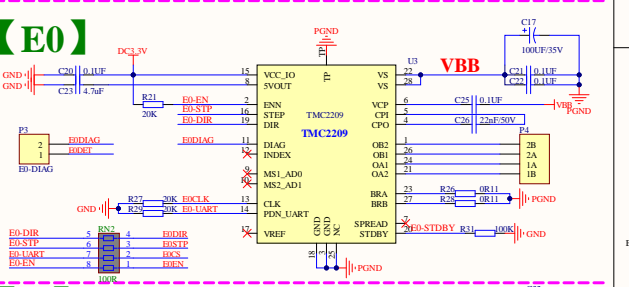 【E0】
C17
100UF/35V
PGND
DC3.3V
TP
U3
VBB
GND
C20 0.1UF
15 VCC_IO
VS 22
C21 0.1UF
GND
C23 4.7uF
8 5VOUT
VS 28
C22 0.1UF
TP
PGND
R21
20K
E0-EN 2 ENN
VCP 6
C25 0.1UF
VBB
E0-STP 16 STEP
TMC2209
CPI 5
E0-DIR 19 DIR
CPO 4
C26 22nF/50V
TMC2209
P3
P4
2 E0DIAG
E0DIAG 11 DIAG
OB2 1
2B
1 E0DET
12 INDEX
OB1 26
2A
E0-DIAG
OA1 24
1A
9 MS1_AD0
OA2 21
1B
10 MS2_AD1
BRA 23
R26 0R11
PGND
GND
R27 20K E0CLK 13 CLK
BRB 27
R28 0R11
R29 20K E0-UART 14 PDN_UART
SPREAD 7
17 VREF
STDBY 20
E0-STDBY R31 100K
GND
RN2
E0-DIR 5 4 E0DIR
E0-STP 6 3 E0STP
E0-UART 7 2 E0CS
E0-EN 8 1 E0EN
100R
GND GND NC
18 3 25
PGND